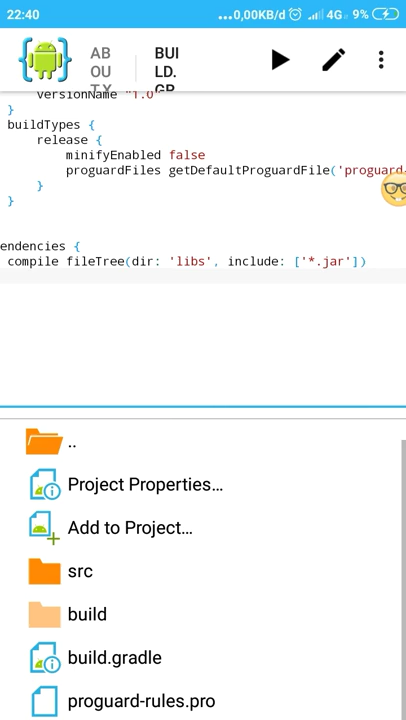 22:40
...0,00KB/d 4G 9%
AB
OU
T.X
BUI
LD.
GR
versionName "1.0"
}
buildTypes {
release {
minifyEnabled false
proguardFiles getDefaultProguardFile('proguard-
}
}
endencies {
compile fileTree(dir: 'libs', include: ['*.jar'])
..
Project Properties...
Add to Project...
src
build
build.gradle
proguard-rules.pro